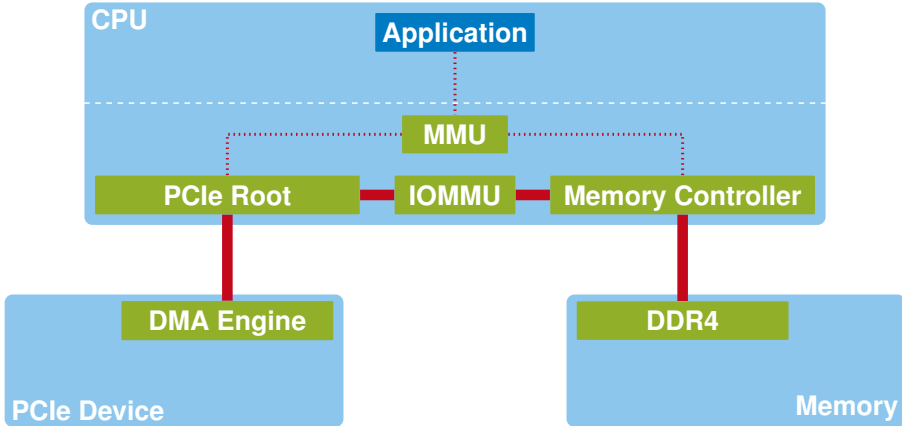 CPU
Application
MMU
PCIe Root
IOMMU
Memory Controller
DMA Engine
DDR4
PCIe Device
Memory